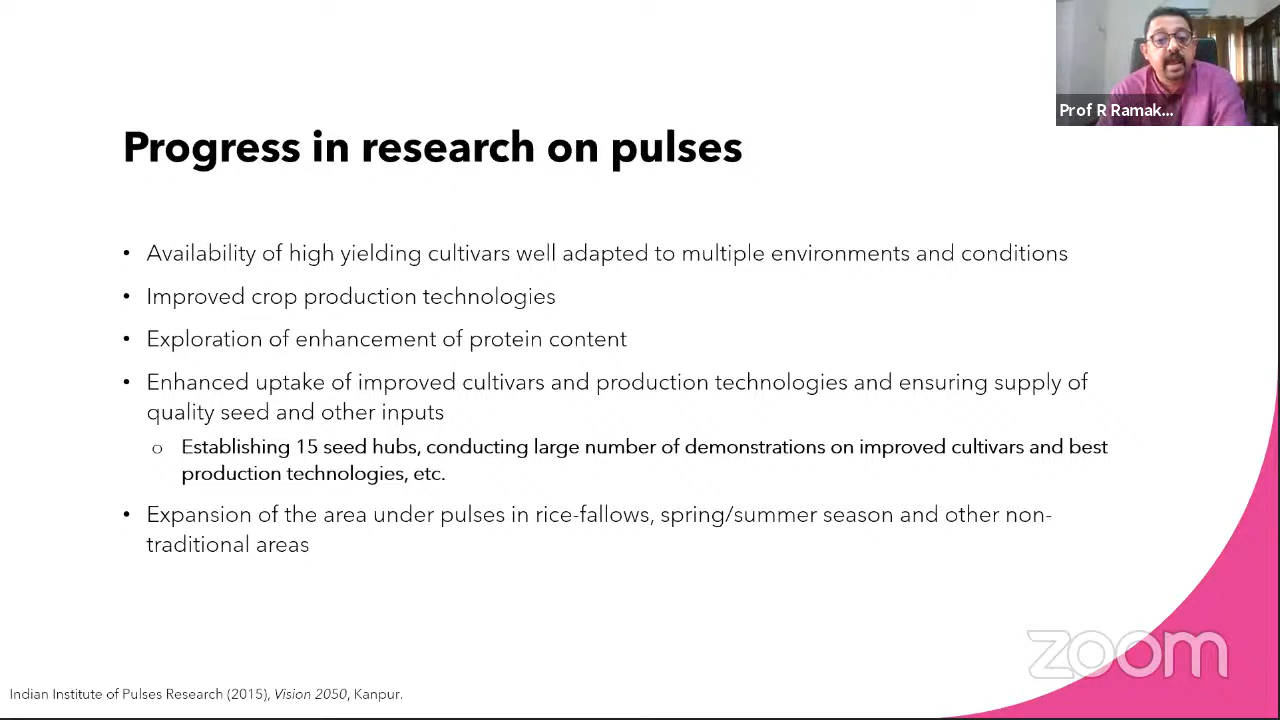 Prof R Ramak...
Progress in research on pulses
• Availability of high yielding cultivars well adapted to multiple environments and conditions
• Improved crop production technologies
• Exploration of enhancement of protein content
• Enhanced uptake of improved cultivars and production technologies and ensuring supply of
quality seed and other inputs
o Establishing 15 seed hubs, conducting large number of demonstrations on improved cultivars and best
production technologies, etc.
• Expansion of the area under pulses in rice-fallows, spring/summer season and other non-
traditional areas
zoom
Indian Institute of Pulses Research (2015), Vision 2050, Kanpur.